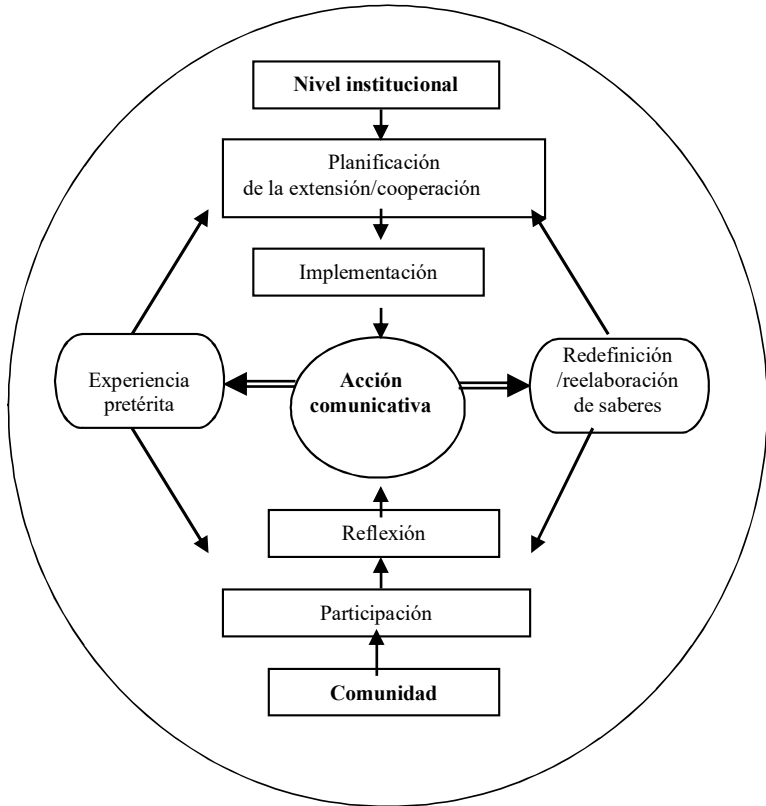 Nivel institucional
Planificación
de la extensión/cooperación
Implementación
Experiencia
pretérita
Acción
comunicativa
Redefinición
/reelaboración
de saberes
Reflexión
Participación
Comunidad